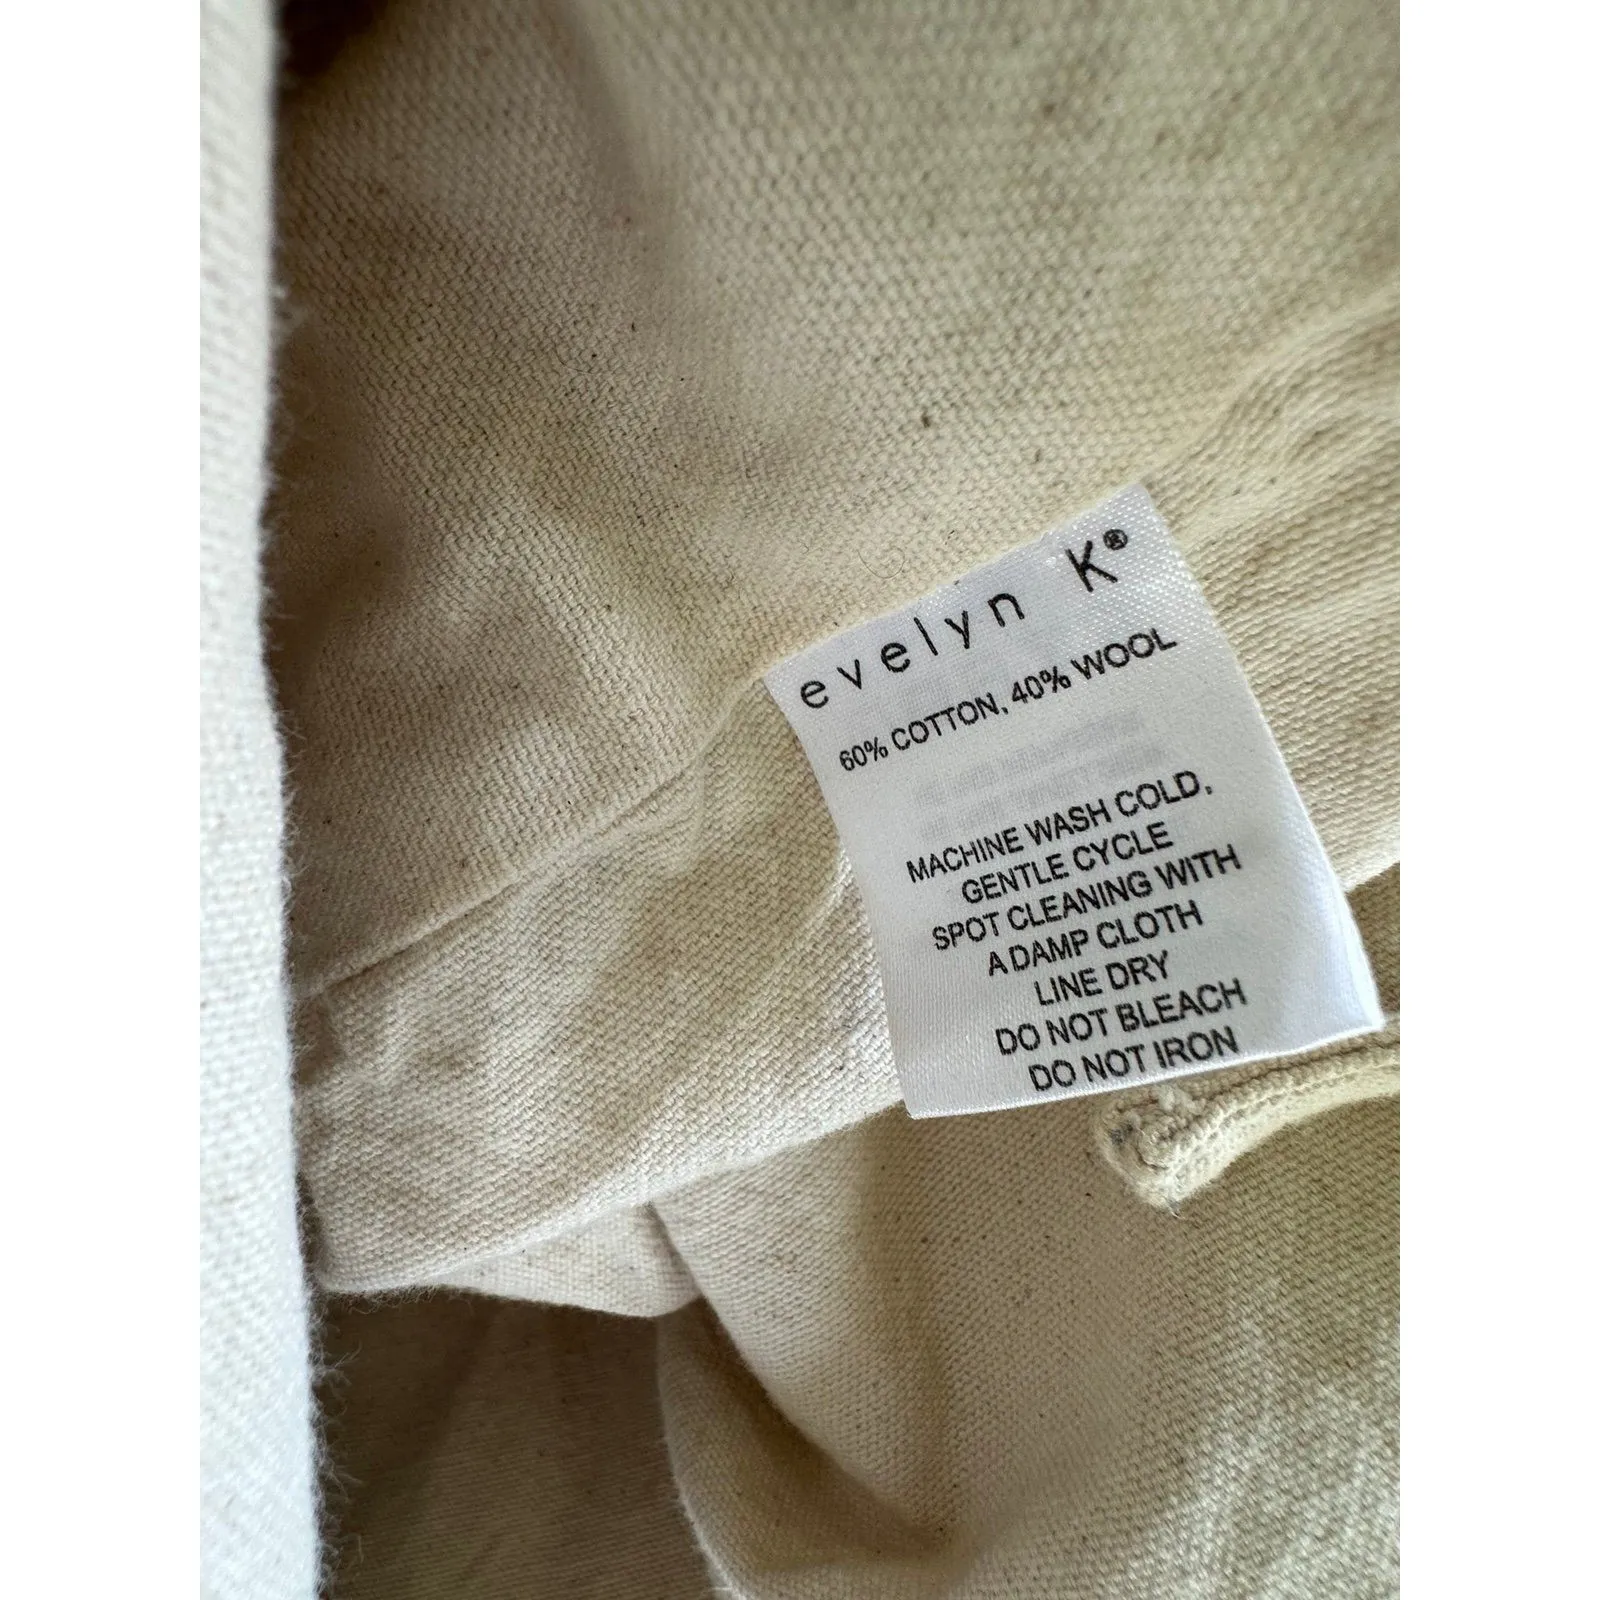 evelyn K®
60% COTTON, 40% WOOL
MACHINE WASH COLD,
GENTLE CYCLE
SPOT CLEANING WITH
A DAMP CLOTH
LINE DRY
DO NOT BLEACH
DO NOT IRON